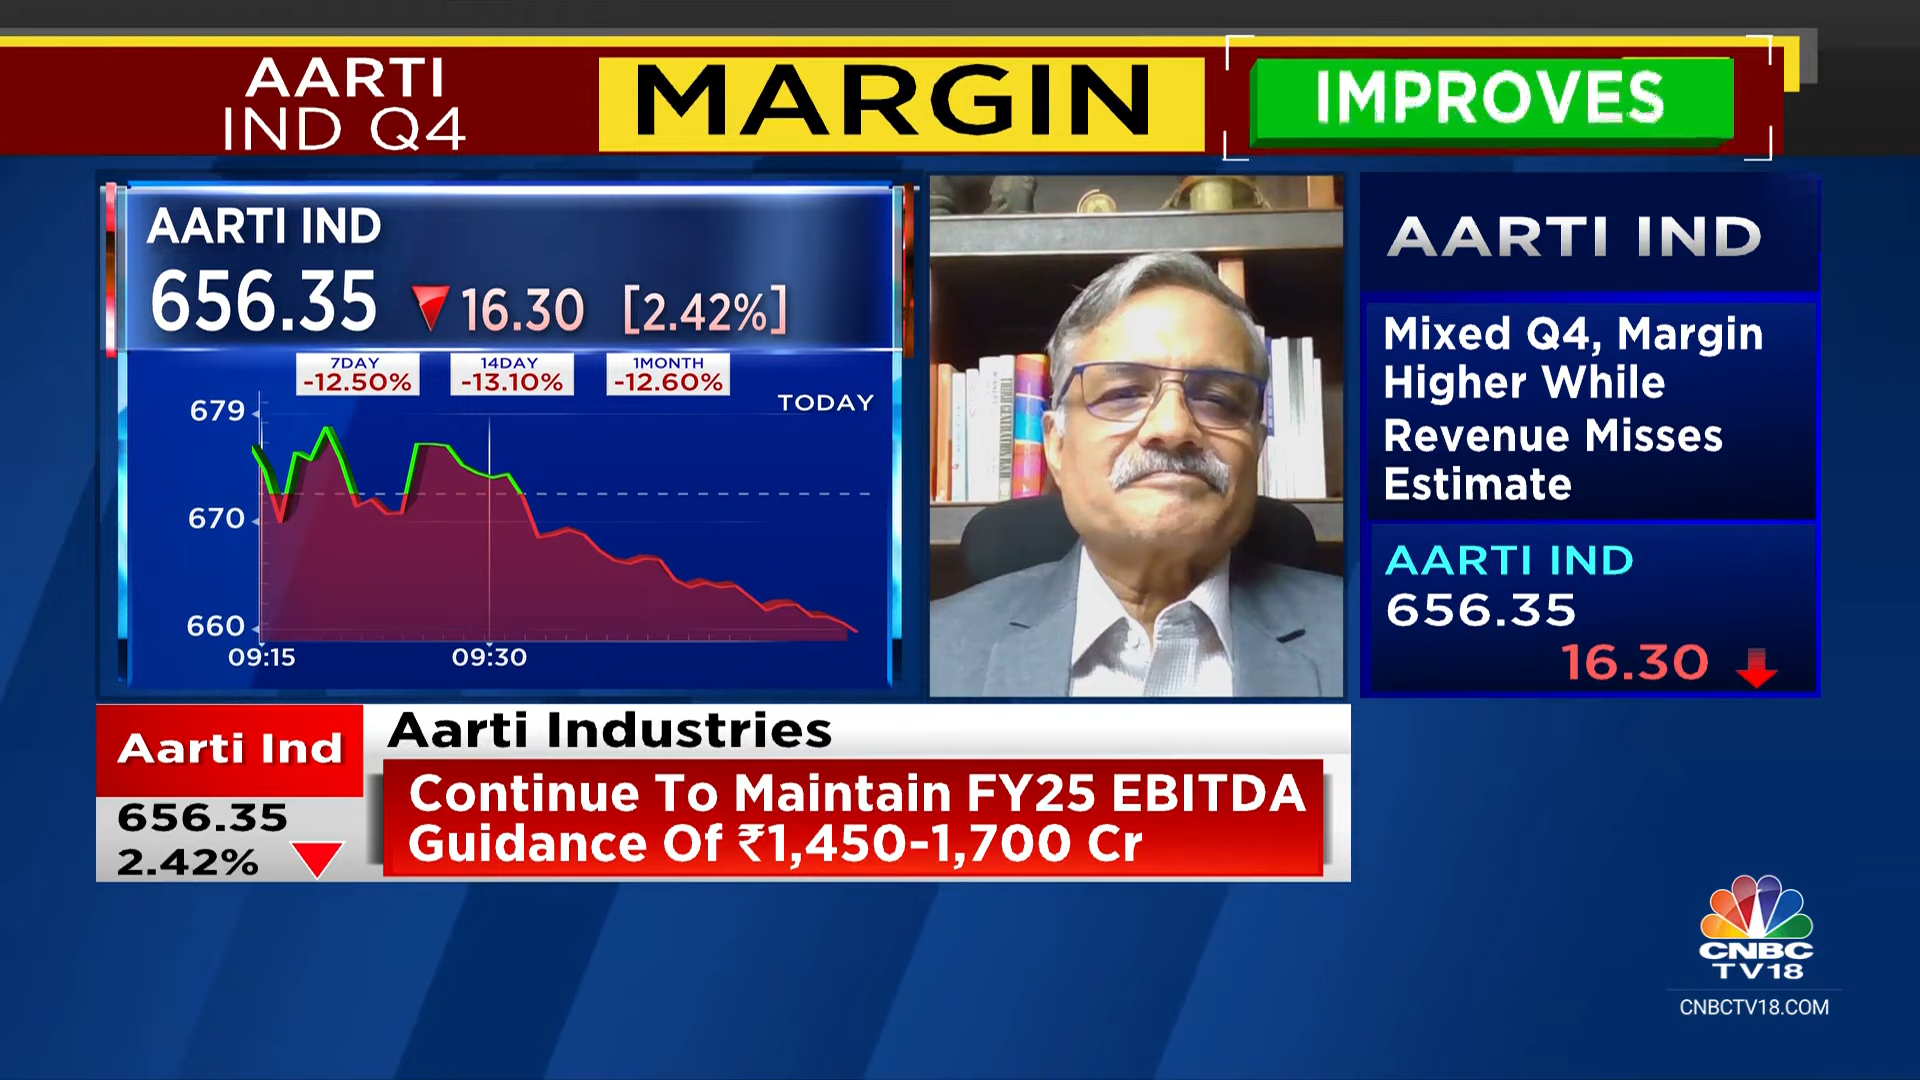 AARTI
IND Q4
MARGIN
IMPROVES
AARTI IND
656.35 16.30 [2.42%]
7DAY
-12.50%
14DAY
-13.10%
1MONTH
-12.60%
TODAY
679
670
660
09:15
09:30
AARTI IND
Mixed Q4, Margin
Higher While
Revenue Misses
Estimate
AARTI IND
656.35
16.30
Aarti Ind
656.35
2.42%
Aarti Industries
Continue To Maintain FY25 EBITDA
Guidance Of ₹1,450-1,700 Cr
CNBC
TV18
CNBCTV18.COM